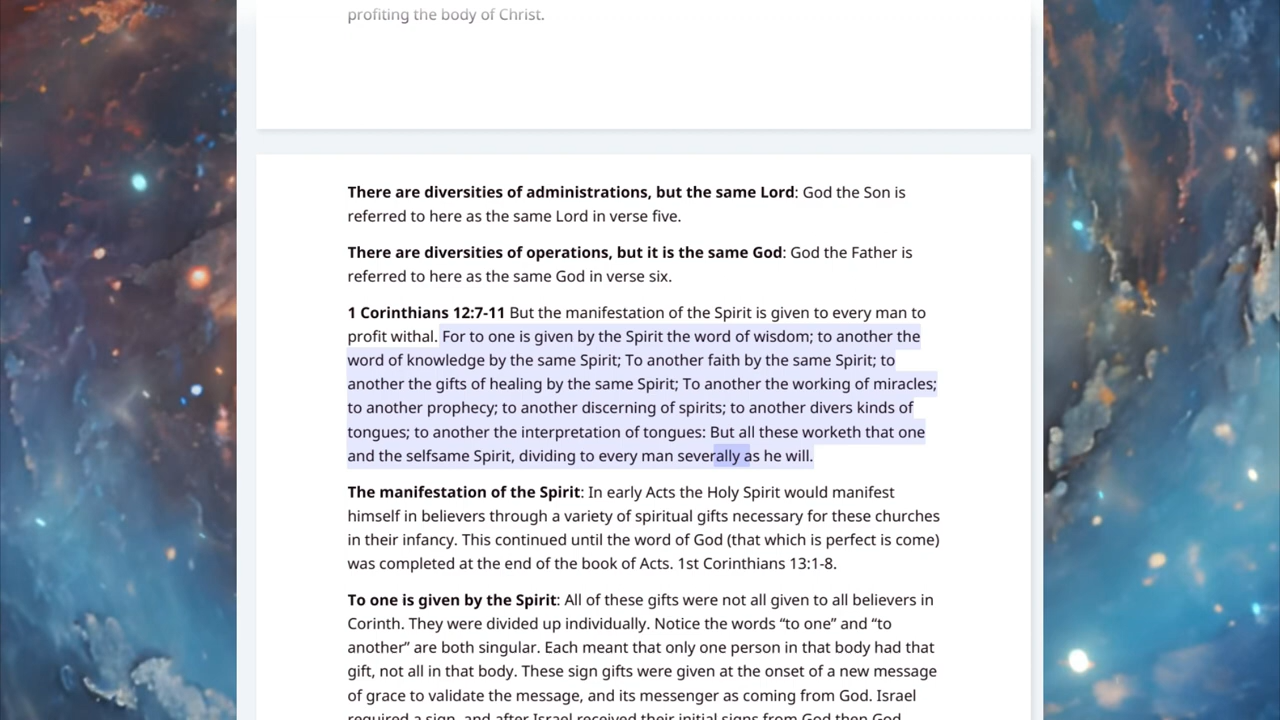 profiting the body of Christ.
There are diversities of administrations, but the same Lord: God the Son is
referred to here as the same Lord in verse five.
There are diversities of operations, but it is the same God: God the Father is
referred to here as the same God in verse six.
1 Corinthians 12:7-11 But the manifestation of the Spirit is given to every man to
profit withal. For to one is given by the Spirit the word of wisdom; to another the
word of knowledge by the same Spirit; To another faith by the same Spirit; to
another the gifts of healing by the same Spirit; To another the working of miracles;
to another prophecy; to another discerning of spirits; to another divers kinds of
tongues; to another the interpretation of tongues: But all these worketh that one
and the selfsame Spirit, dividing to every man severally as he will.
The manifestation of the Spirit: In early Acts the Holy Spirit would manifest
himself in believers through a variety of spiritual gifts necessary for these churches
in their infancy. This continued until the word of God (that which is perfect is come)
was completed at the end of the book of Acts. 1st Corinthians 13:1-8.
To one is given by the Spirit: All of these gifts were not all given to all believers in
Corinth. They were divided up individually. Notice the words “to one” and “to
another” are both singular. Each meant that only one person in that body had that
gift, not all in that body. These sign gifts were given at the onset of a new message
of grace to validate the message, and its messenger as coming from God. Israel
required a sign, and after Israel received their initial signs from God then God